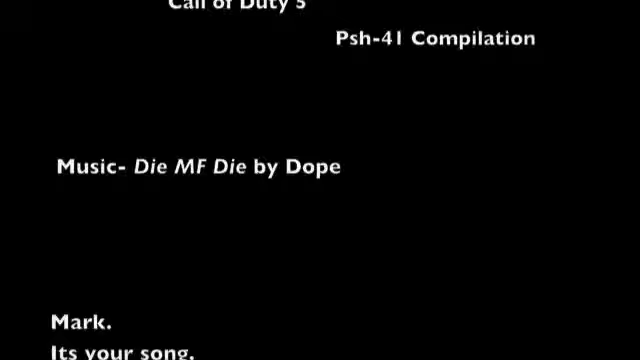 Call of Duty 5
Psh-41 Compilation
Music- Die MF Die by Dope
Mark.
Its your song.